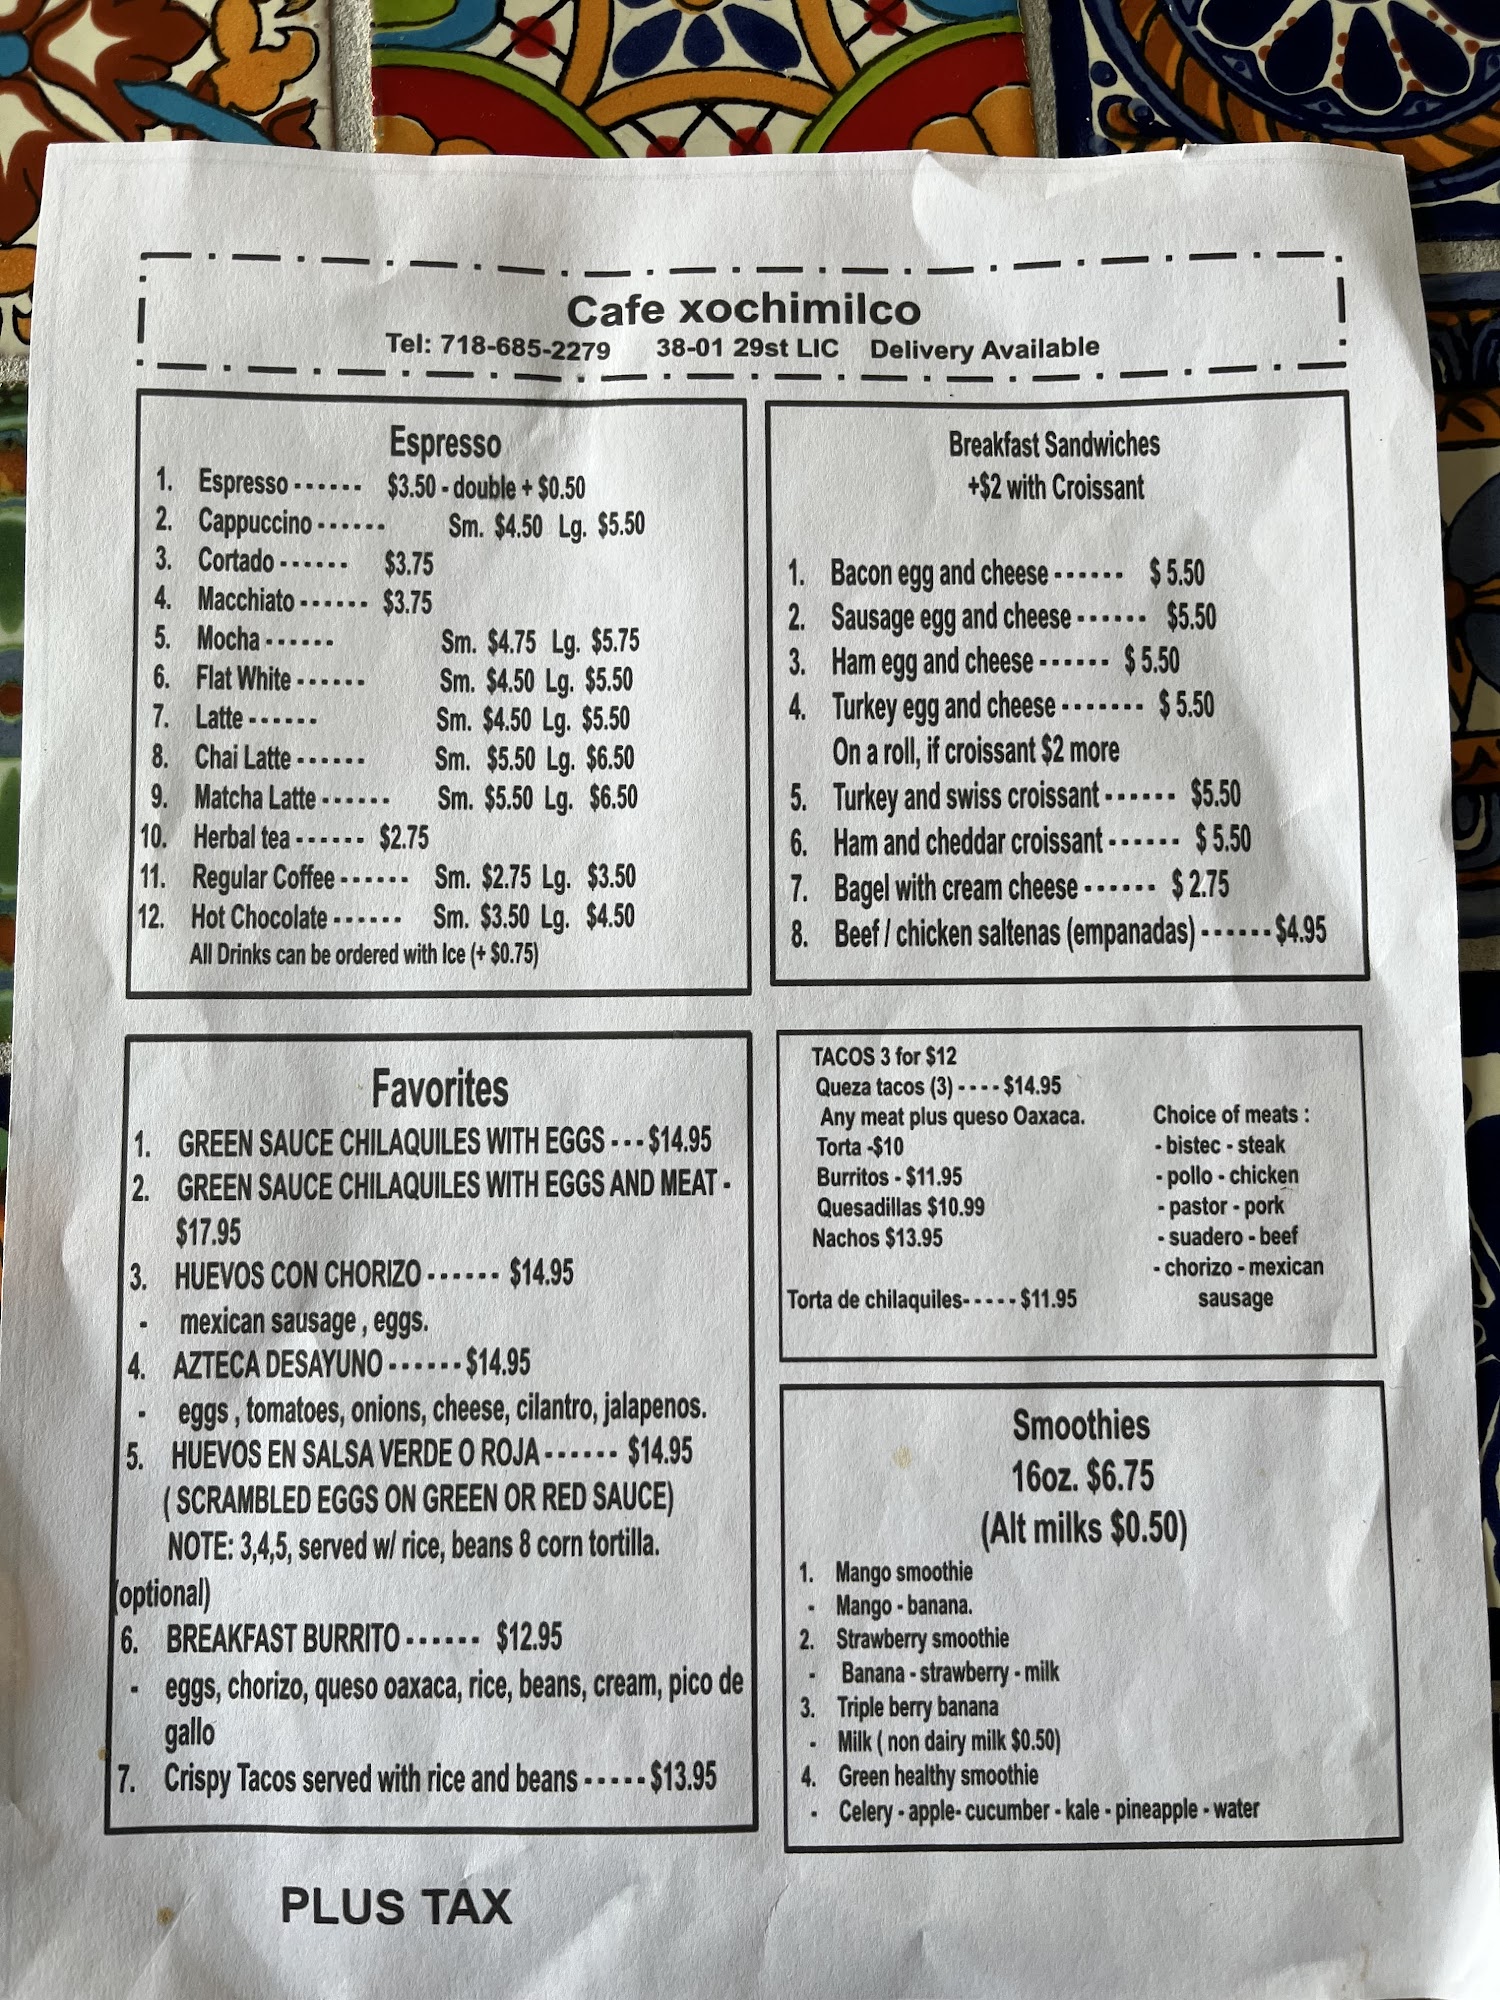 Cafe xochimilco
Tel: 718-685-2279 38-01 29st LIC Delivery Available
Espresso
1. Espresso ------ $3.50 - double + $0.50
2. Cappuccino ------ Sm. $4.50 Lg. $5.50
3. Cortado ------ $3.75
4. Macchiato ------ $3.75
5. Mocha ------ Sm. $4.75 Lg. $5.75
6. Flat White ------ Sm. $4.50 Lg. $5.50
7. Latte ------ Sm. $4.50 Lg. $5.50
8. Chai Latte ------ Sm. $5.50 Lg. $6.50
9. Matcha Latte ------ Sm. $5.50 Lg. $6.50
10. Herbal tea ------ $2.75
11. Regular Coffee ------ Sm. $2.75 Lg. $3.50
12. Hot Chocolate ------ Sm. $3.50 Lg. $4.50
All Drinks can be ordered with Ice (+ $0.75)
Breakfast Sandwiches
+$2 with Croissant
1. Bacon egg and cheese ------ $ 5.50
2. Sausage egg and cheese ------ $5.50
3. Ham egg and cheese ------ $ 5.50
4. Turkey egg and cheese ------- $ 5.50
On a roll, if croissant $2 more
5. Turkey and swiss croissant ------ $5.50
6. Ham and cheddar croissant ------ $ 5.50
7. Bagel with cream cheese ------ $ 2.75
8. Beef / chicken saltenas (empanadas) ------ $4.95
Favorites
1. GREEN SAUCE CHILAQUILES WITH EGGS --- $14.95
2. GREEN SAUCE CHILAQUILES WITH EGGS AND MEAT -
$17.95
3. HUEVOS CON CHORIZO ------ $14.95
- mexican sausage , eggs.
4. AZTECA DESAYUNO ------ $14.95
- eggs , tomatoes, onions, cheese, cilantro, jalapenos.
5. HUEVOS EN SALSA VERDE O ROJA ------ $14.95
( SCRAMBLED EGGS ON GREEN OR RED SAUCE)
NOTE: 3,4,5, served w/ rice, beans 8 corn tortilla.
(optional)
6. BREAKFAST BURRITO ------ $12.95
- eggs, chorizo, queso oaxaca, rice, beans, cream, pico de
gallo
7. Crispy Tacos served with rice and beans ----- $13.95
TACOS 3 for $12
Queza tacos (3) ---- $14.95
Any meat plus queso Oaxaca.
Torta -$10
Burritos - $11.95
Quesadillas $10.99
Nachos $13.95
Torta de chilaquiles- ---- $11.95
Choice of meats :
- bistec - steak
- pollo - chicken
- pastor - pork
- suadero - beef
- chorizo - mexican
sausage
Smoothies
16oz. $6.75
(Alt milks $0.50)
1. Mango smoothie
- Mango - banana.
2. Strawberry smoothie
- Banana - strawberry - milk
3. Triple berry banana
- Milk ( non dairy milk $0.50)
4. Green healthy smoothie
- Celery - apple- cucumber - kale - pineapple - water
PLUS TAX